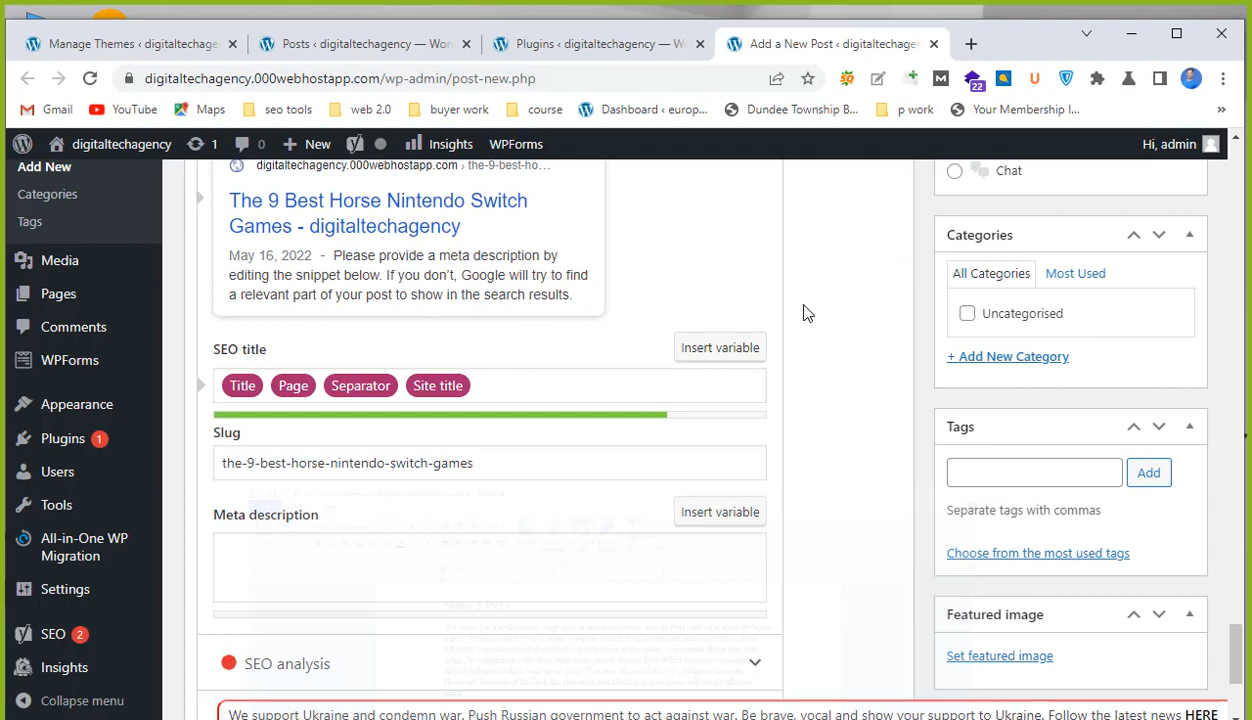 Manage Themes ‹ digitaltechage
Posts ‹ digitaltechagency — Wor
Plugins ‹ digitaltechagency — W
Add a New Post ‹ digitaltechager
digitaltechagency.000webhostapp.com/wp-admin/post-new.php
22
Gmail
YouTube
Maps
seo tools
web 2.0
buyer work
course
Dashboard ‹ europ...
Dundee Township B...
p work
Your Membership I...
»
digitaltechagency
1
0
New
Insights
WPForms
Hi, admin
Add New
Categories
Tags
Media
Pages
Comments
WPForms
Appearance
Plugins 1
Users
Tools
All-in-One WP
Migration
Settings
SEO 2
Insights
Collapse menu
digitaltechagency.000webhostapp.com › the-9-best-ho...
The 9 Best Horse Nintendo Switch
Games - digitaltechagency
May 16, 2022 - Please provide a meta description by
editing the snippet below. If you don't, Google will try to find
a relevant part of your post to show in the search results.
SEO title
Insert variable
Title Page Separator Site title
Slug
the-9-best-horse-nintendo-switch-games
Meta description
Insert variable
SEO analysis
We support Ukraine and condemn war. Push Russian government to act against war. Be brave, vocal and show your support to Ukraine. Follow the latest news HERE
Chat
Categories
All Categories
Most Used
Uncategorised
+ Add New Category
Tags
Add
Separate tags with commas
Choose from the most used tags
Featured image
Set featured image